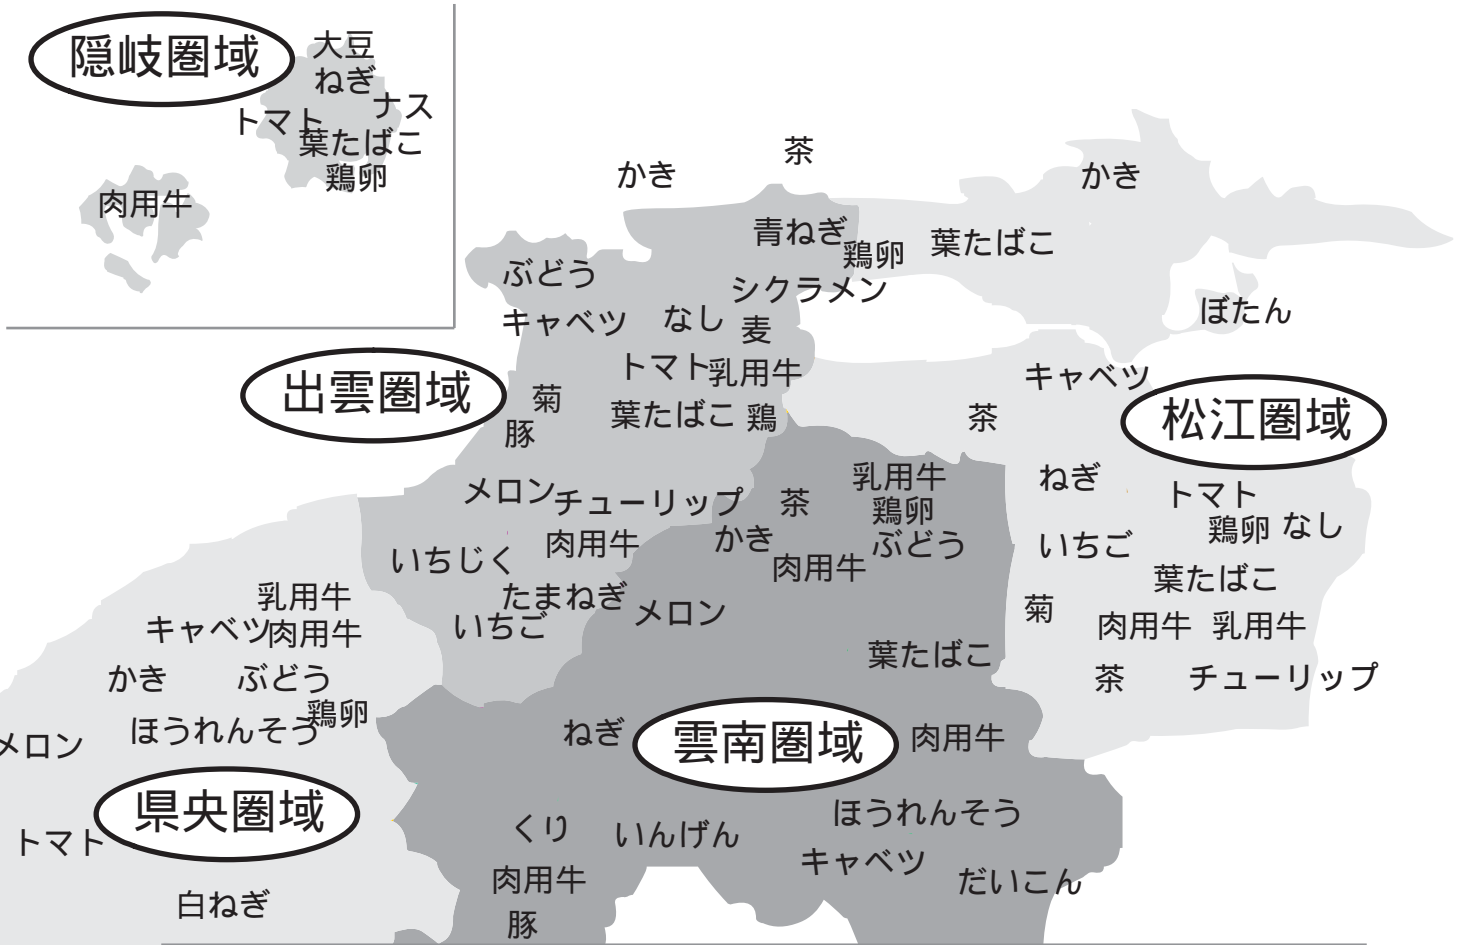 隠岐圏域
大豆
ねぎ
ナス
トマト
葉たばこ
鶏卵
肉用牛
かき
茶
青ねぎ
鶏卵
ぶどう
シクラメン
キャベツ
なし
麦
トマト
乳用牛
出雲圏域
菊
葉たばこ
鶏
豚
メロン
チューリップ
肉用牛
いちじく
たまねぎ
いちご
かき
葉たばこ
ぼたん
キャベツ
松江圏域
茶
ねぎ
トマト
鶏卵
なし
いちご
葉たばこ
菊
肉用牛
乳用牛
茶
チューリップ
乳用牛
茶
鶏卵
かき
ぶどう
肉用牛
メロン
葉たばこ
ねぎ
雲南圏域
肉用牛
ほうれんそう
くり
いんげん
キャベツ
だいこん
肉用牛
豚
乳用牛
キャベツ
肉用牛
かき
ぶどう
鶏卵
ほうれんそう
メロン
県央圏域
トマト
白ねぎ